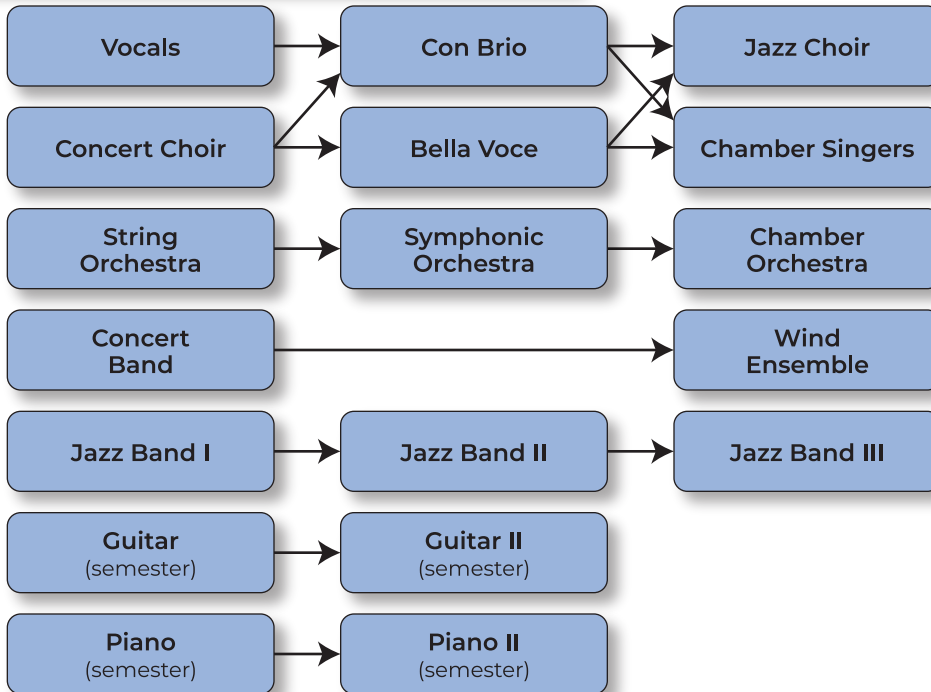 Vocals
Con Brio
Jazz Choir
Concert Choir
Bella Voce
Chamber Singers
String
Orchestra
Symphonic
Orchestra
Chamber
Orchestra
Concert
Band
Wind
Ensemble
Jazz Band I
Jazz Band II
Jazz Band III
Guitar
(semester)
Guitar II
(semester)
Piano
(semester)
Piano II
(semester)